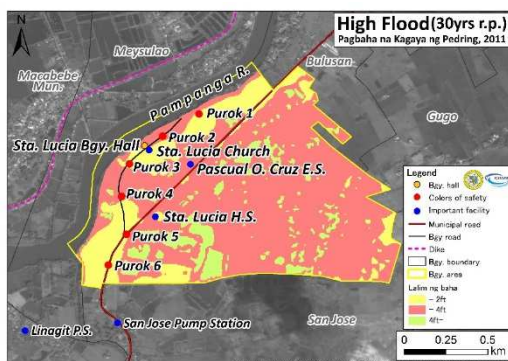 High Flood (30yrs r.p.)
Pagbaha na Kagaya ng Pedring, 2011
N
Meysulao
Macabebe
Mun.
Bulusan
Gugo
Pampanga R.
Purok 1
Purok 2
Sta. Lucia Bgy. Hall
Sta. Lucia Church
Purok 3
Pascual O. Cruz E.S.
Purok 4
Sta. Lucia H.S.
Purok 5
Purok 6
San Jose
San Jose Pump Station
Linagit P.S.
Legend
Bgy. hall
Colors of safety
Important facility
Municipal road
Bgy road
Dike
Bgy. boundary
Bgy. area
Lalim ng baha
- 2ft
- 4ft
4ft-
0 0.25 0.5
km